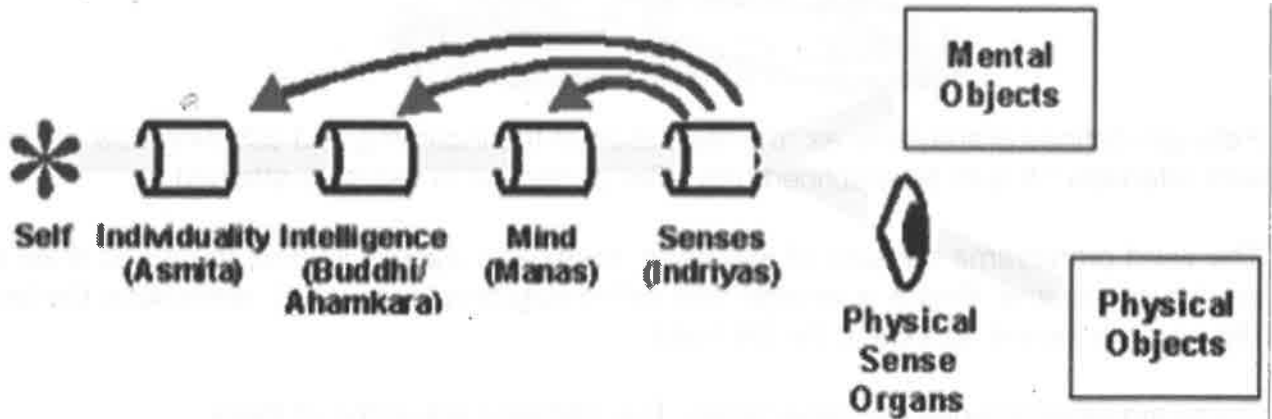 Mental
Objects
Self
Individuality
(Asmita)
Intelligence
(Buddhi/
Ahamkara)
Mind
(Manas)
Senses
(Indriyas)
Physical
Sense
Organs
Physical
Objects